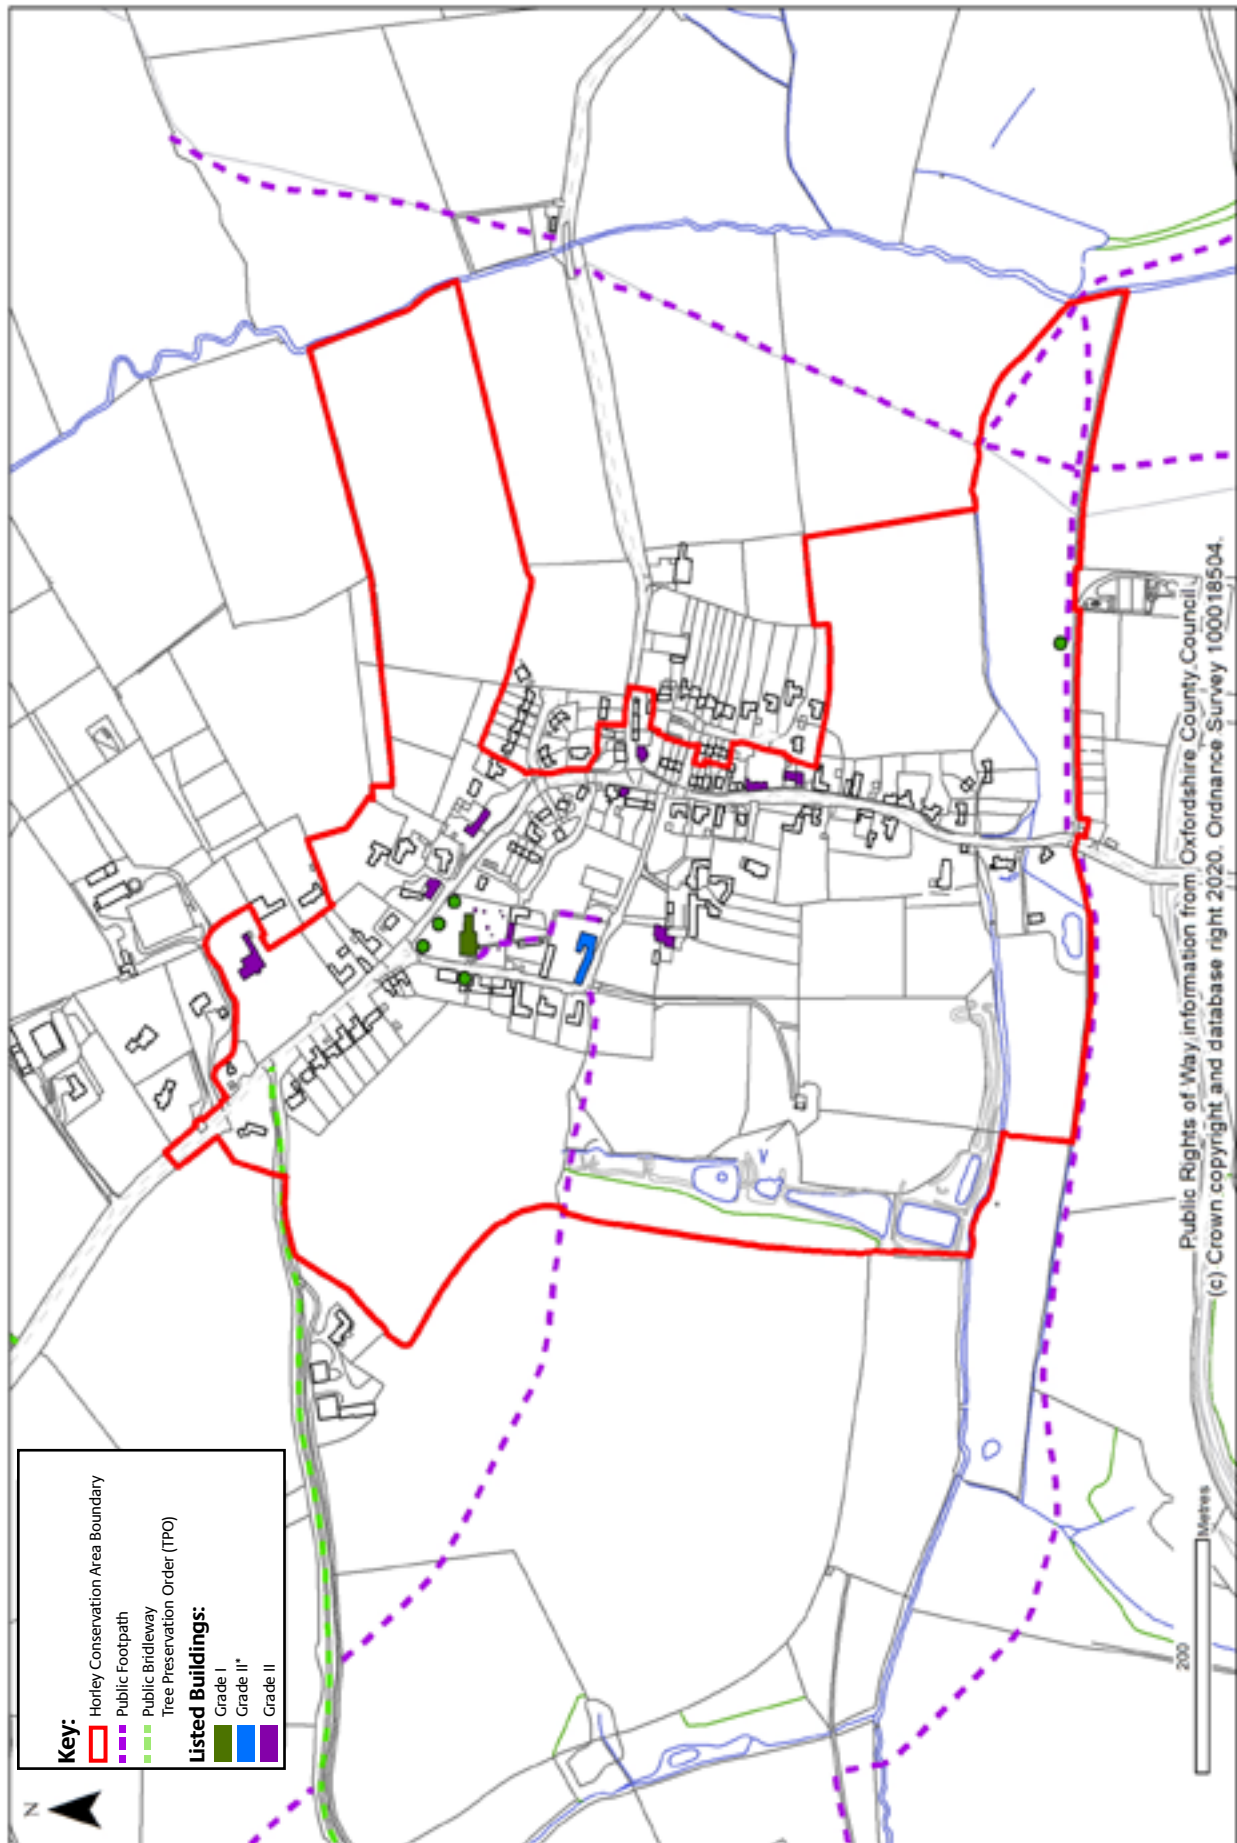 N
Key:
Horley Conservation Area Boundary
Public Footpath
Public Bridleway
Tree Preservation Order (TPO)
Listed Buildings:
Grade I
Grade II*
Grade II
200
Metres
Public Rights of Way information from Oxfordshire County Council.
(c) Crown copyright and database right 2020. Ordnance Survey 100018504.